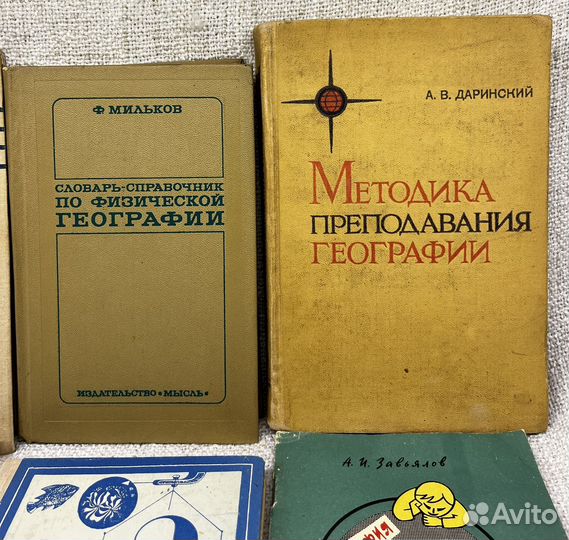 Ф МИЛЬКОВ
СЛОВАРЬ-СПРАВОЧНИК
ПО ФИЗИЧЕСКОЙ
ГЕОГРАФИИ
ИЗДАТЕЛЬСТВО «МЫСЛЬ»
А. В. ДАРИНСКИЙ
МЕТОДИКА
ПРЕПОДАВАНИЯ
ГЕОГРАФИИ
А. И. Завьялов
Avito